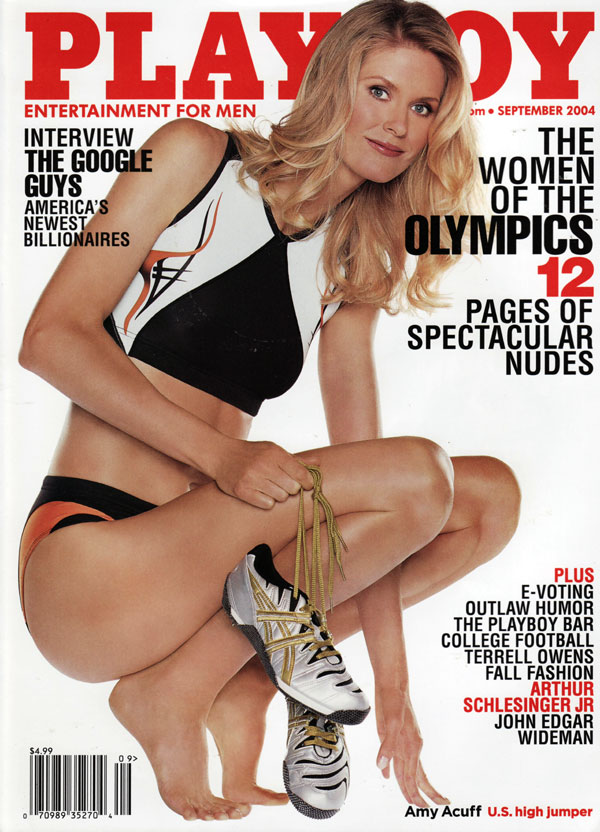 PLAYBOY
ENTERTAINMENT FOR MEN
om • SEPTEMBER 2004
INTERVIEW
THE GOOGLE
GUYS
AMERICA'S
NEWEST
BILLIONAIRES
THE
WOMEN
OF THE
OLYMPICS
12
PAGES OF
SPECTACULAR
NUDES
PLUS
E-VOTING
OUTLAW HUMOR
THE PLAYBOY BAR
COLLEGE FOOTBALL
TERRELL OWENS
FALL FASHION
ARTHUR
SCHLESINGER JR
JOHN EDGAR
WIDEMAN
$4.99
09>
0 70989 35270 4
Amy Acuff U.S. high jumper